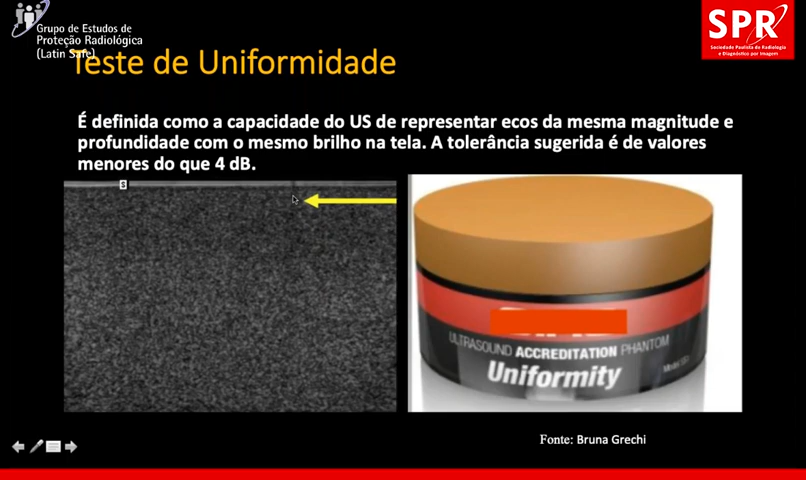 Grupo de Estudos de
Proteção Radiológica
(Latin Safe)
SPR
Sociedade Paulista de Radiologia
e Diagnóstico por Imagem
Teste de Uniformidade
É definida como a capacidade do US de representar ecos da mesma magnitude e
profundidade com o mesmo brilho na tela. A tolerância sugerida é de valores
menores do que 4 dB.
S
ULTRASOUND ACCREDITATION PHANTOM
Uniformity
Fonte: Bruna Grechi